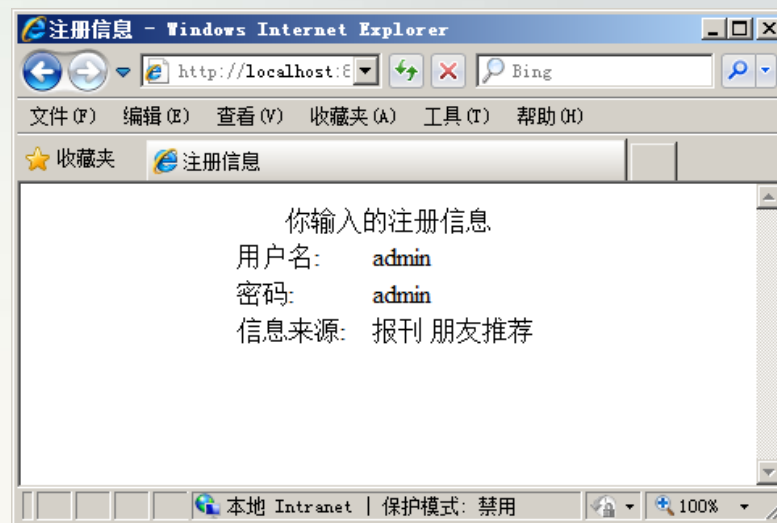 注册信息 - Windows Internet Explorer
http://localhost:8 Bing
文件(F) 编辑(E) 查看(V) 收藏夹(A) 工具(T) 帮助(H)
收藏夹 注册信息
你输入的注册信息
用户名: admin
密码: admin
信息来源: 报刊 朋友推荐
本地 Intranet | 保护模式: 禁用 100%